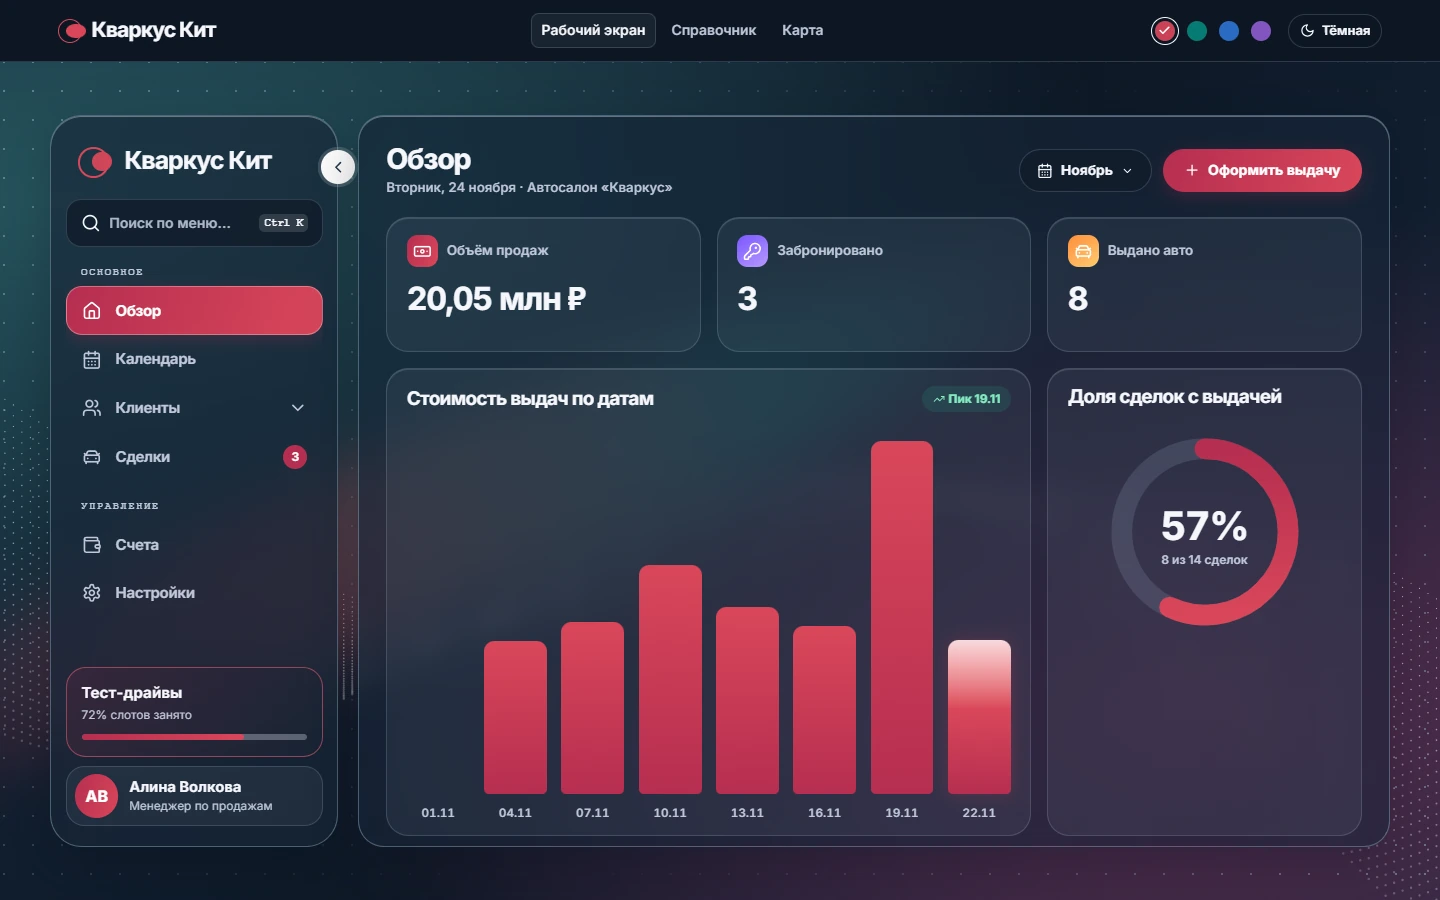 Кваркус Кит
Рабочий экран
Справочник
Карта
Тёмная
Кваркус Кит
Поиск по меню...
Ctrl K
ОСНОВНОЕ
Обзор
Календарь
Клиенты
Сделки
3
УПРАВЛЕНИЕ
Счета
Настройки
Тест-драйвы
72% слотов занято
АВ
Алина Волкова
Менеджер по продажам
Обзор
Вторник, 24 ноября · Автосалон «Кваркус»
Ноябрь
Оформить выдачу
Объём продаж
20,05 млн ₽
Забронировано
3
Выдано авто
8
Стоимость выдач по датам
Пик 19.11
01.11
04.11
07.11
10.11
13.11
16.11
19.11
22.11
Доля сделок с выдачей
57%
8 из 14 сделок